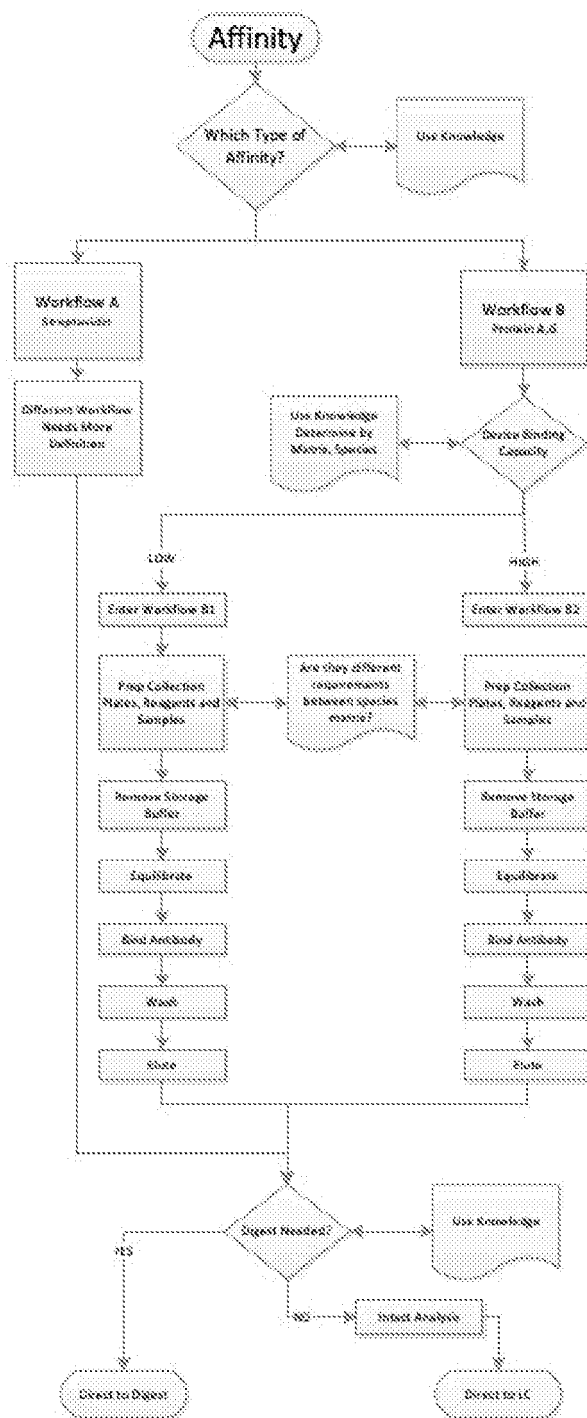 Affinity
Which Type of
Affinity?
Use Knowledge
Workflow A
Streptavidin
Workflow B
Protein A,G
Different Workflow
Needs More
Definition
Use Knowledge
Determine by
Matrix, Species
Device Binding
Capacity
LOW
HIGH
Enter Workflow B1
Enter Workflow B2
Prep Collection
Plates, Reagents and
Samples
Are they different
requirements
between species
matrix?
Prep Collection
Plates, Reagents and
Samples
Remove Storage
Buffer
Remove Storage
Buffer
Equilibrate
Equilibrate
Bind Antibody
Bind Antibody
Wash
Wash
Elute
Elute
Digest Needed?
Use Knowledge
YES
NO
Intact Analysis
Direct to Digest
Direct to LC